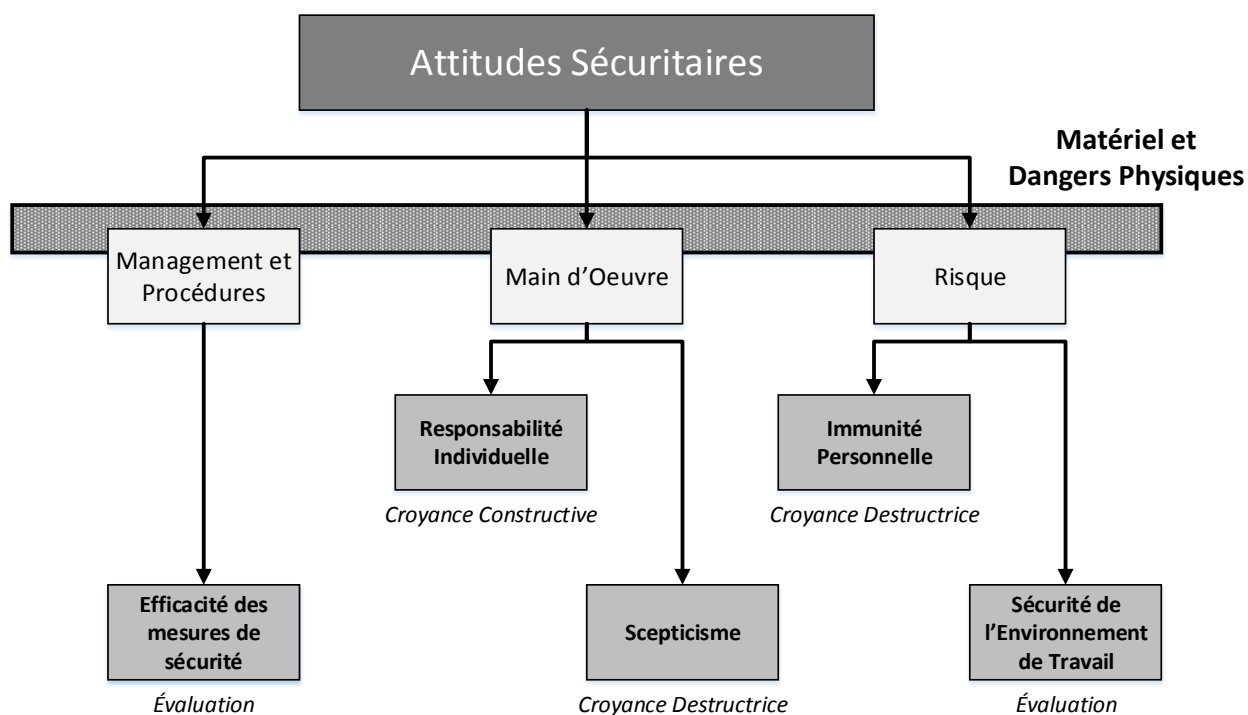 Attitudes Sécuritaires
Matériel et
Dangers Physiques
Management et
Procédures
Main d'Oeuvre
Risque
Responsabilité
Individuelle
Croyance Constructive
Immunité
Personnelle
Croyance Destructrice
Efficacité des
mesures de
sécurité
Évaluation
Scepticisme
Croyance Destructrice
Sécurité de
l'Environnement
de Travail
Évaluation